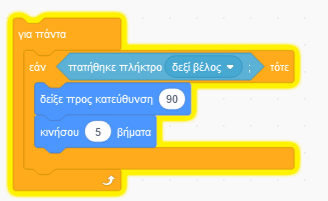 για πάντα
εάν πατήθηκε πλήκτρο δεξί βέλος ; τότε
δείξε προς κατεύθυνση 90
κινήσου 5 βήματα